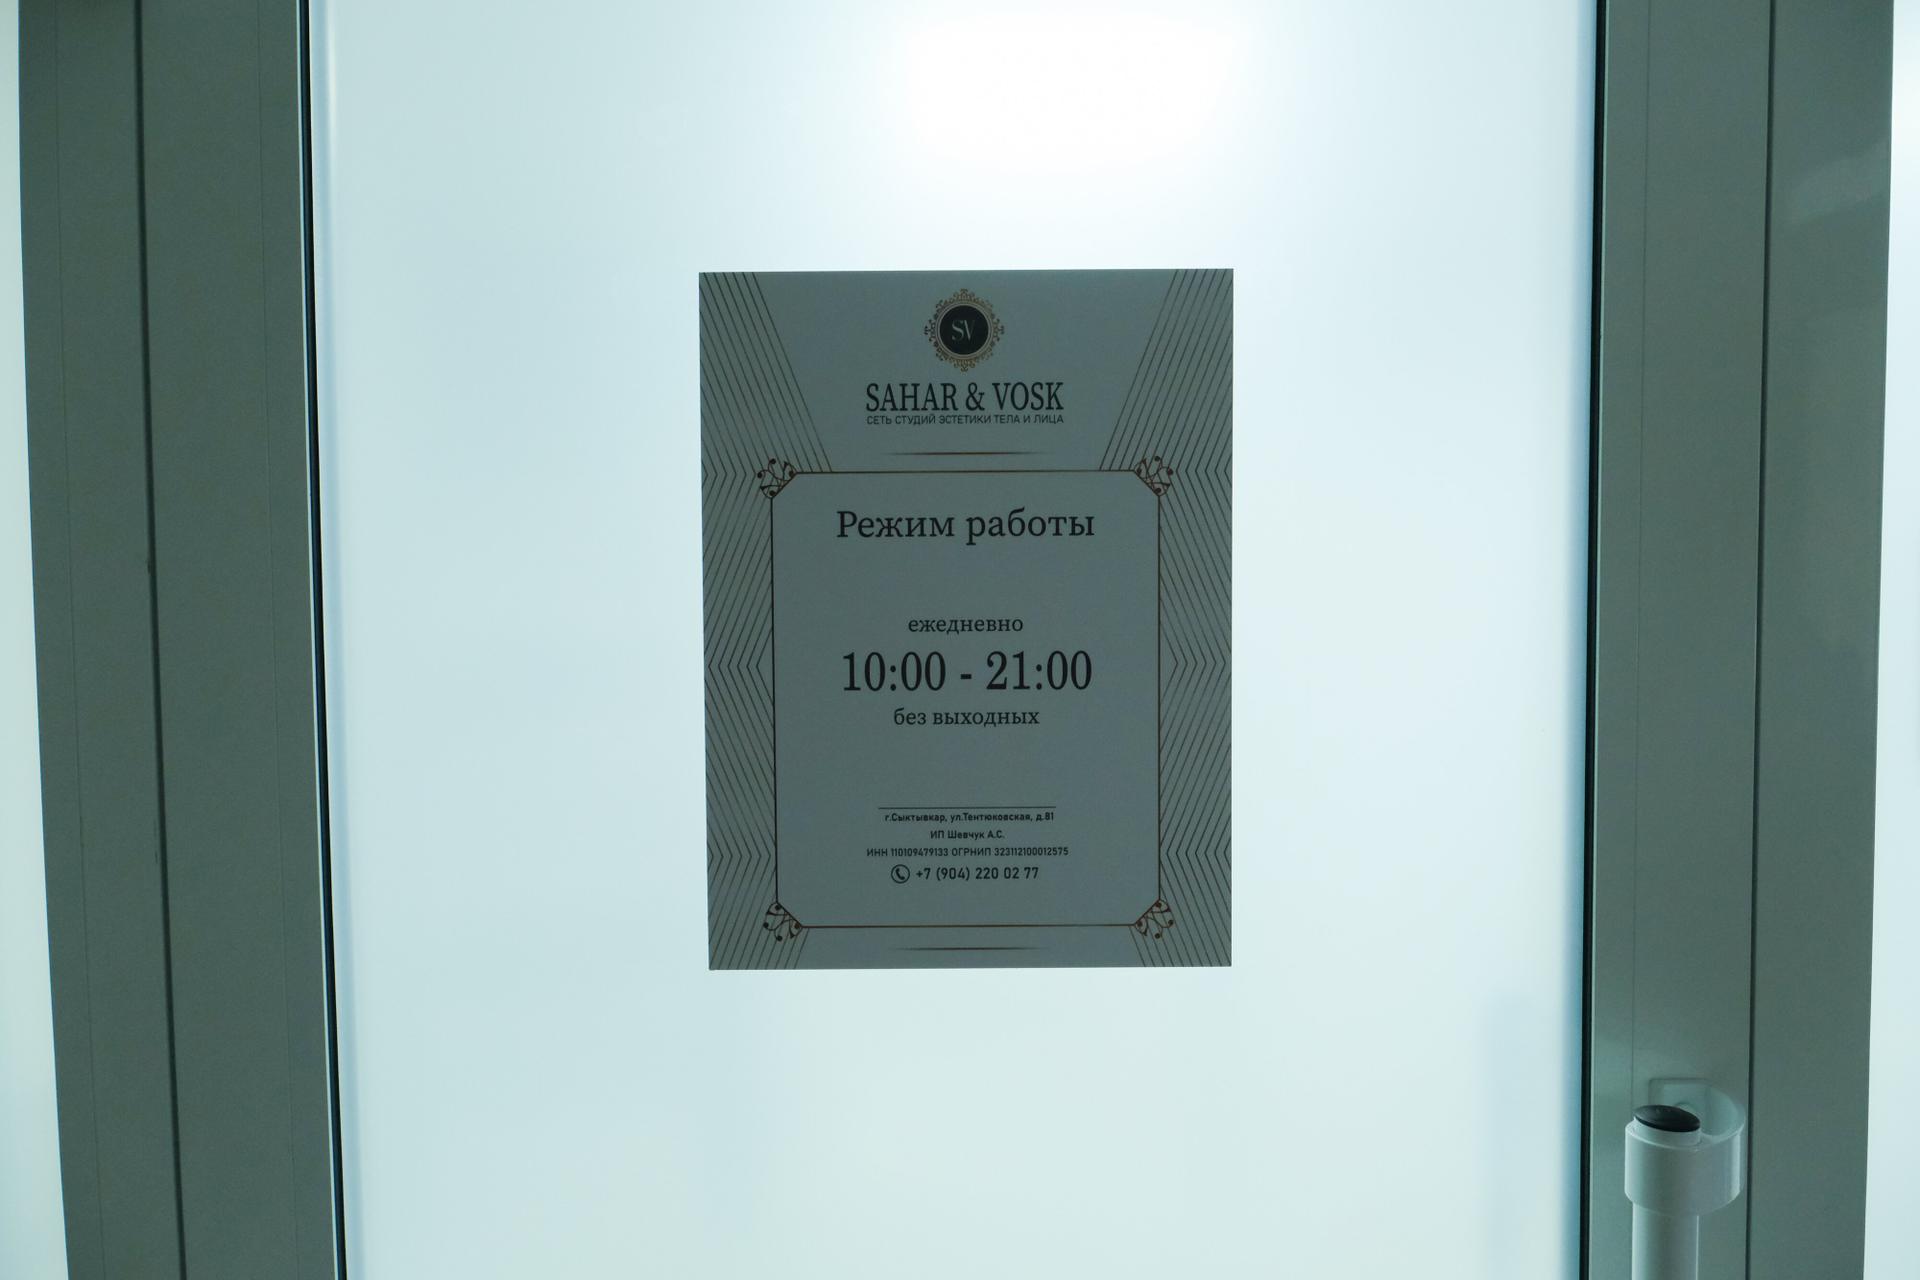 SV
SAHAR & VOSK
СЕТЬ СТУДИЙ ЭСТЕТИКИ ТЕЛА И ЛИЦА
Режим работы
ежедневно
10:00 - 21:00
без выходных
г.Сыктывкар, ул.Тентюковская, д.81
ИП Шевчук А.С.
ИНН 110109479133 ОГРНИП 323112100012575
+7 (904) 220 02 77